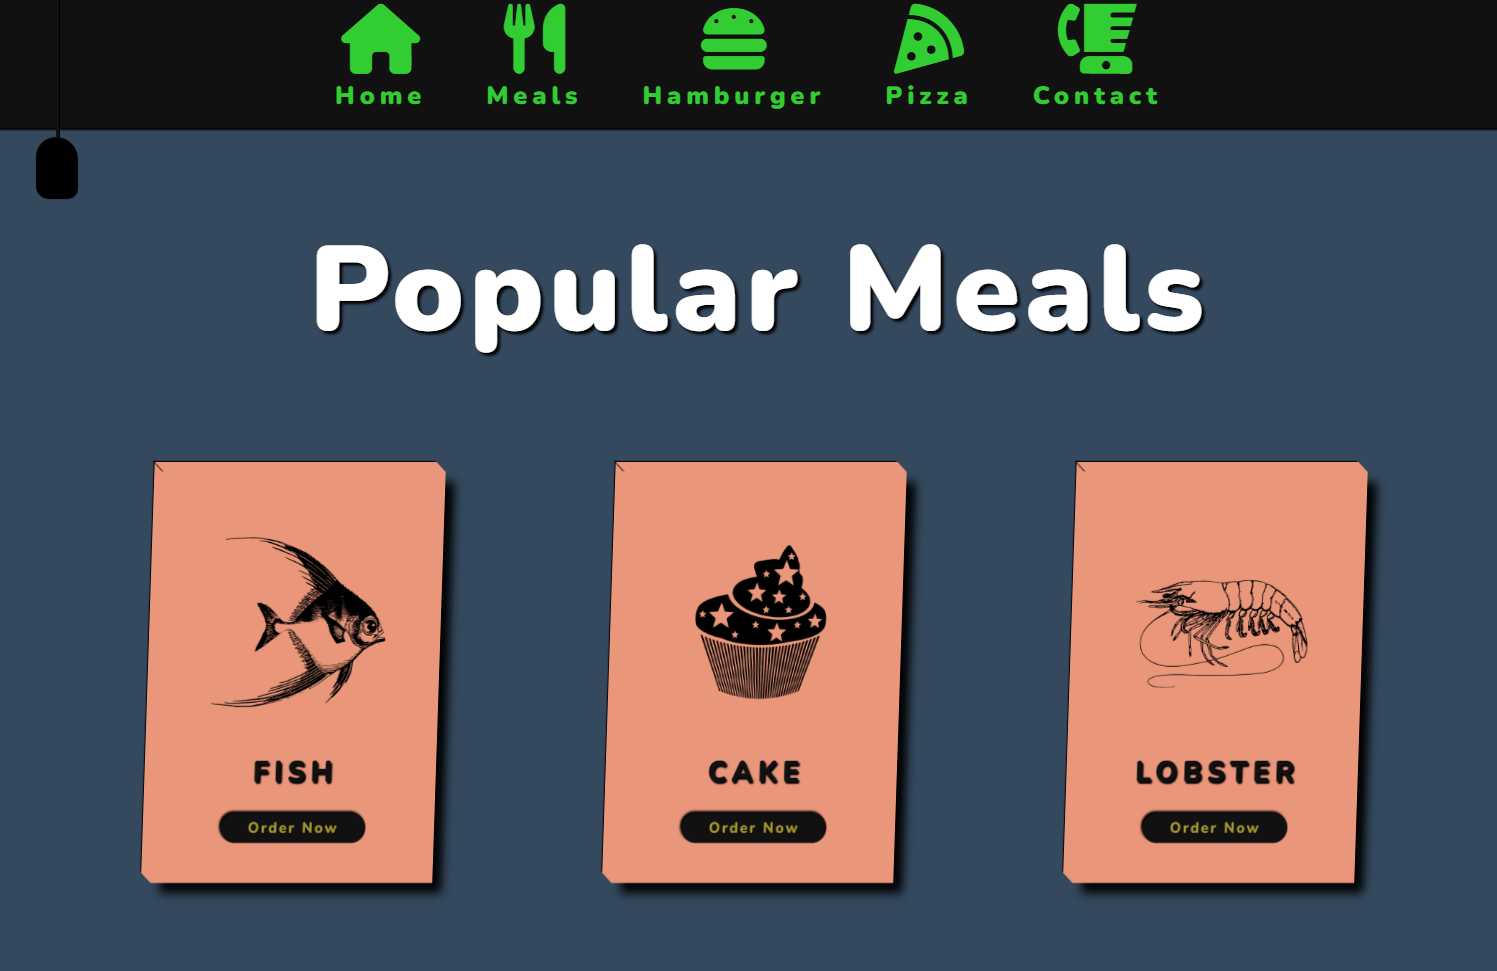 Home Meals Hamburger Pizza Contact
Popular Meals
FISH CAKE LOBSTER
Order Now Order Now Order Now